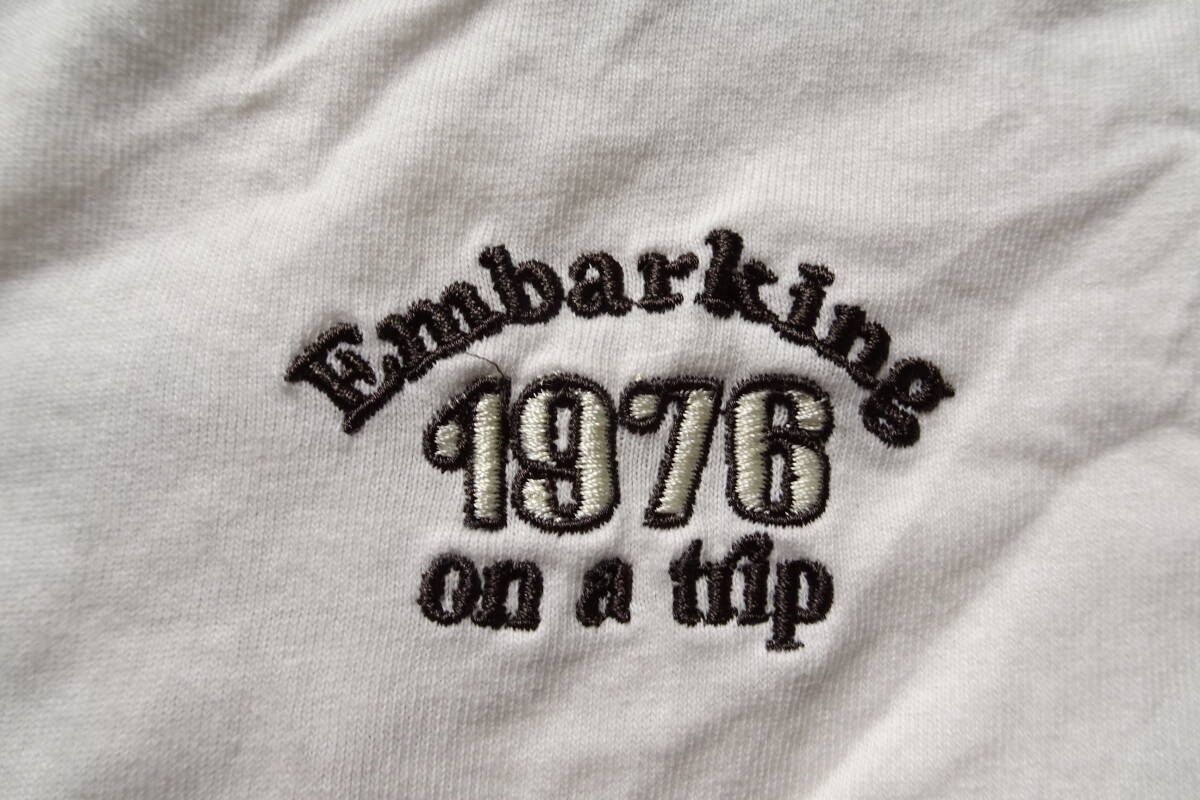 Embarking
1976
on a trip